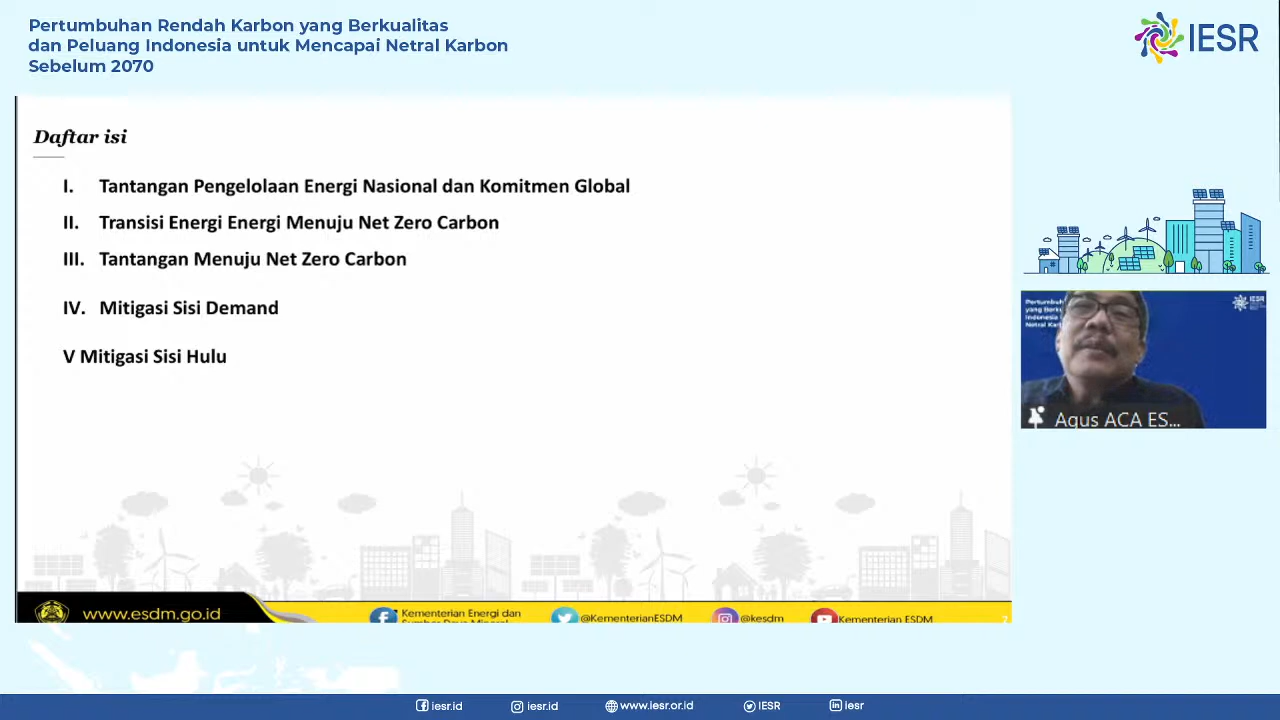 Pertumbuhan Rendah Karbon yang Berkualitas
dan Peluang Indonesia untuk Mencapai Netral Karbon
Sebelum 2070
IESR
Daftar isi
I. Tantangan Pengelolaan Energi Nasional dan Komitmen Global
II. Transisi Energi Energi Menuju Net Zero Carbon
III. Tantangan Menuju Net Zero Carbon
IV. Mitigasi Sisi Demand
V Mitigasi Sisi Hulu
IESR
Agus ACA ES...
www.esdm.go.id
Kementerian Energi dan
Sumber Daya Mineral
@KementerianESDM
@kesdm
Kementerian ESDM
2
iesr.id
iesr.id
www.iesr.or.id
IESR
iesr